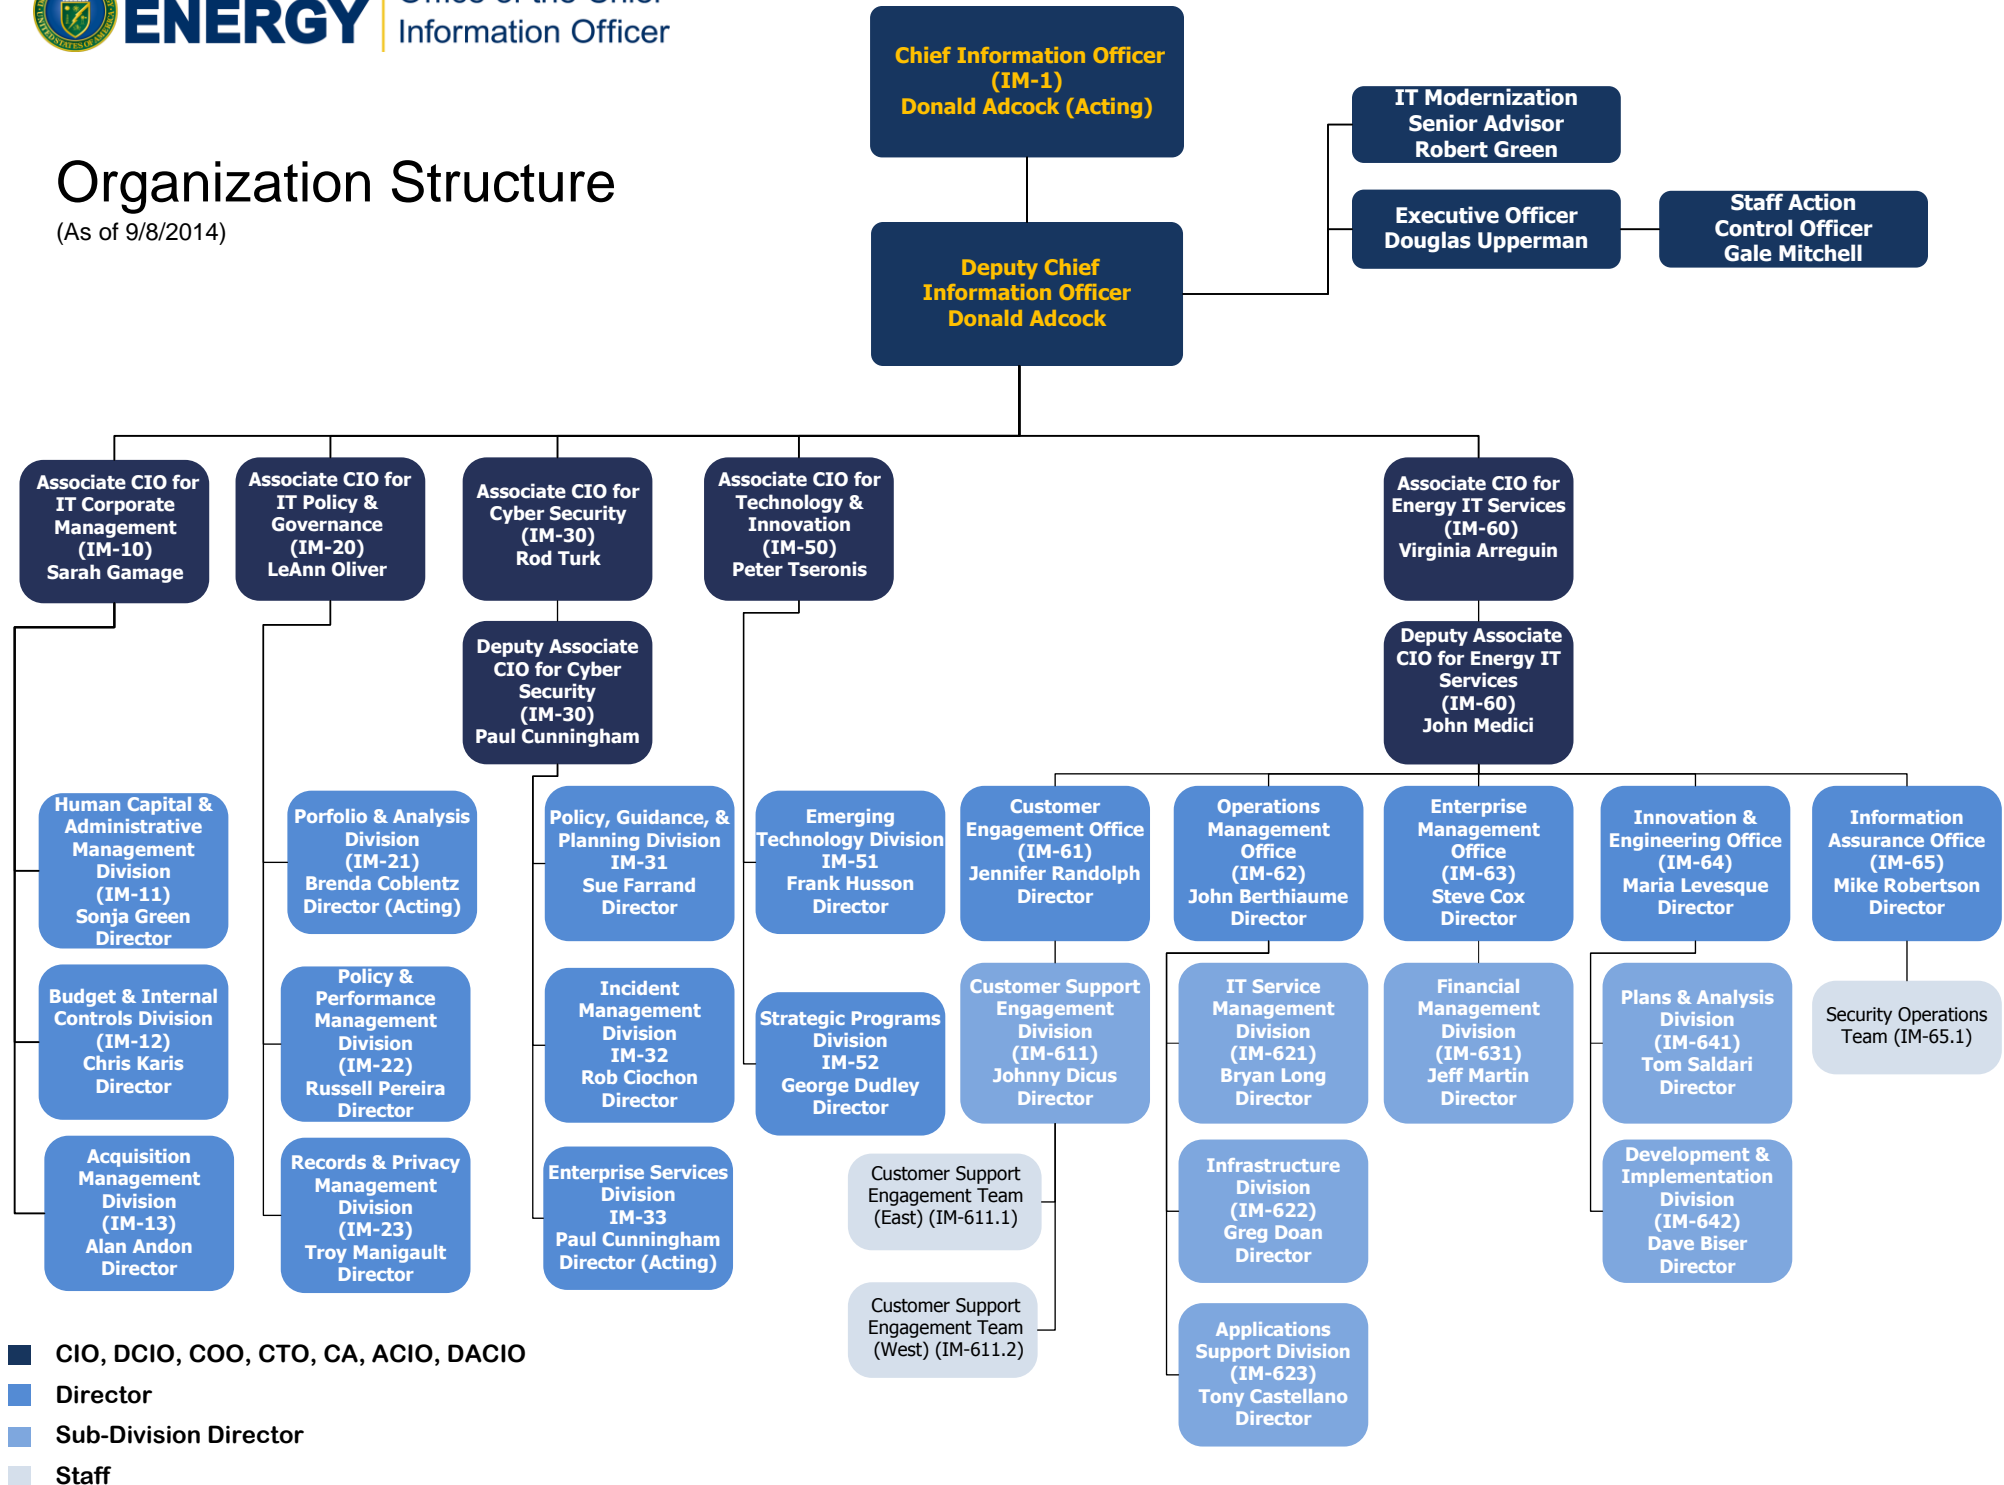 ENERGY
Office of the Chief
Information Officer
Organization Structure
(As of 9/8/2014)
Chief Information Officer
(IM-1)
Donald Adcock (Acting)
Deputy Chief
Information Officer
Donald Adcock
IT Modernization
Senior Advisor
Robert Green
Executive Officer
Douglas Upperman
Staff Action
Control Officer
Gale Mitchell
Associate CIO for
IT Corporate
Management
(IM-10)
Sarah Gamage
Associate CIO for
IT Policy &
Governance
(IM-20)
LeAnn Oliver
Associate CIO for
Cyber Security
(IM-30)
Rod Turk
Associate CIO for
Technology &
Innovation
(IM-50)
Peter Tseronis
Associate CIO for
Energy IT Services
(IM-60)
Virginia Arreguin
Deputy Associate
CIO for Cyber
Security
(IM-30)
Paul Cunningham
Deputy Associate
CIO for Energy IT
Services
(IM-60)
John Medici
Human Capital &
Administrative
Management
Division
(IM-11)
Sonja Green
Director
Porfolio & Analysis
Division
(IM-21)
Brenda Coblentz
Director (Acting)
Policy, Guidance, &
Planning Division
IM-31
Sue Farrand
Director
Emerging
Technology Division
IM-51
Frank Husson
Director
Customer
Engagement Office
(IM-61)
Jennifer Randolph
Director
Operations
Management
Office
(IM-62)
John Berthiaume
Director
Enterprise
Management
Office
(IM-63)
Steve Cox
Director
Innovation &
Engineering Office
(IM-64)
Maria Levesque
Director
Information
Assurance Office
(IM-65)
Mike Robertson
Director
Budget & Internal
Controls Division
(IM-12)
Chris Karis
Director
Policy &
Performance
Management
Division
(IM-22)
Russell Pereira
Director
Incident
Management
Division
IM-32
Rob Ciochon
Director
Strategic Programs
Division
IM-52
George Dudley
Director
Customer Support
Engagement
Division
(IM-611)
Johnny Dicus
Director
IT Service
Management
Division
(IM-621)
Bryan Long
Director
Financial
Management
Division
(IM-631)
Jeff Martin
Director
Plans & Analysis
Division
(IM-641)
Tom Saldari
Director
Security Operations
Team (IM-65.1)
Acquisition
Management
Division
(IM-13)
Alan Andon
Director
Records & Privacy
Management
Division
(IM-23)
Troy Manigault
Director
Enterprise Services
Division
IM-33
Paul Cunningham
Director (Acting)
Customer Support
Engagement Team
(East) (IM-611.1)
Infrastructure
Division
(IM-622)
Greg Doan
Director
Development &
Implementation
Division
(IM-642)
Dave Biser
Director
Customer Support
Engagement Team
(West) (IM-611.2)
Applications
Support Division
(IM-623)
Tony Castellano
Director
CIO, DCIO, COO, CTO, CA, ACIO, DACIO
Director
Sub-Division Director
Staff